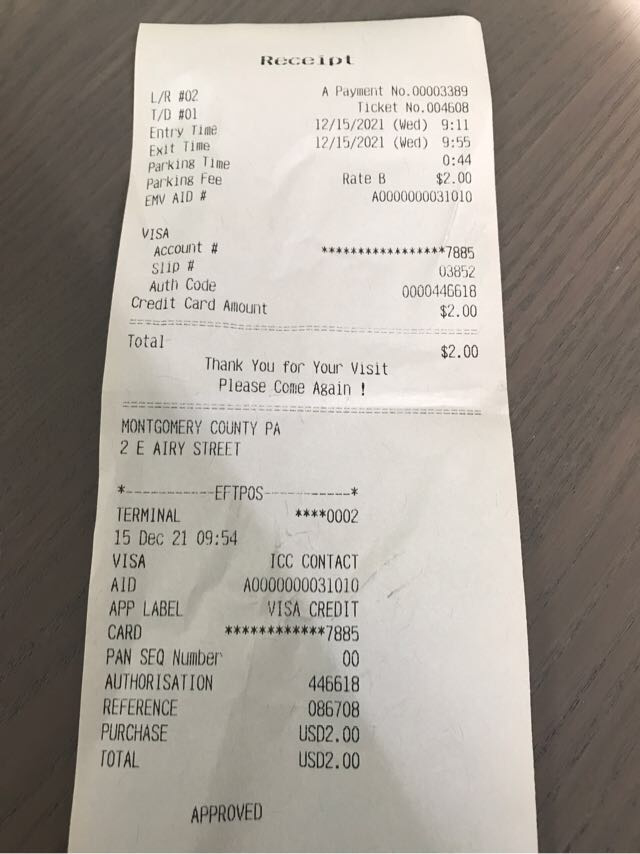 Receipt
L/R #02 A Payment No.00003389
T/D #01 Ticket No.004608
Entry Time 12/15/2021 (Wed) 9:11
Exit Time 12/15/2021 (Wed) 9:55
Parking Time 0:44
Parking Fee Rate B $2.00
EMV AID # A0000000031010
VISA
Account # *****************7885
Slip # 03852
Auth Code 0000446618
Credit Card Amount $2.00
Total $2.00
Thank You for Your Visit
Please Come Again !
MONTGOMERY COUNTY PA
2 E AIRY STREET
*-----------EFTPOS-----------*
TERMINAL ****0002
15 Dec 21 09:54
VISA ICC CONTACT
AID A0000000031010
APP LABEL VISA CREDIT
CARD ************7885
PAN SEQ Number 00
AUTHORISATION 446618
REFERENCE 086708
PURCHASE USD2.00
TOTAL USD2.00
APPROVED